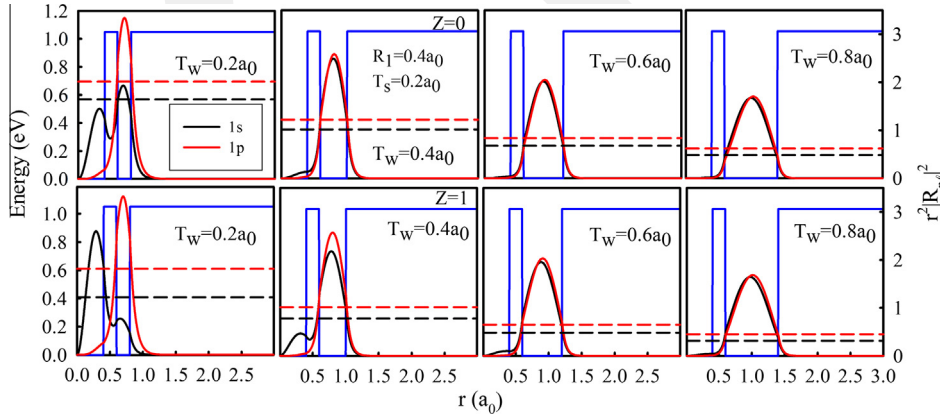 Z=0
1.2
1.0
0.8
0.6
0.4
0.2
0.0
Energy (eV)
T_w=0.2a_0
1s
1p
R_1=0.4a_0
T_s=0.2a_0
T_w=0.4a_0
T_w=0.6a_0
T_w=0.8a_0
3
2
1
0
r^2|R_nℓ|^2
Z=1
1.0
0.8
0.6
0.4
0.2
0.0
T_w=0.2a_0
T_w=0.4a_0
T_w=0.6a_0
T_w=0.8a_0
3
2
1
0
0.0 0.5 1.0 1.5 2.0 2.5
0.5 1.0 1.5 2.0 2.5
0.5 1.0 1.5 2.0 2.5
0.5 1.0 1.5 2.0 2.5 3.0
r (a_0)